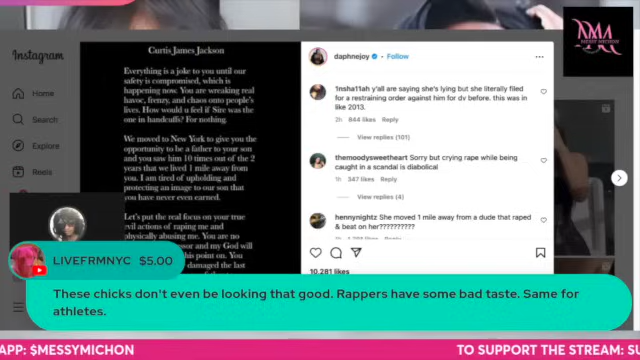 Instagram
Home
Search
Explore
Reels
Curtis James Jackson
Everything is a joke to you until our
safety is compromised, which is
happening now. You are wreaking real
havoc, frenzy, and chaos onto people's
lives. How would u feel if Sire was the
one in handcuffs? For nothing.
We moved to New York to give you the
opportunity to be a father to your son
and you saw him 10 times out of the 2
years that we lived 1 mile away from
you. I am tired of upholding and
protecting an image to our son that
you have never even earned.
Let's put the real focus on your true
evil actions of raping me and
physically abusing me. You are no
sor and my God will
his point on. You
damaged the last
daphnejoy • Follow
1nsha11ah y'all are saying she's lying but she literally filed
for a restraining order against him for dv before. this was in
like 2013.
2h 844 likes Reply
View replies (101)
themoodysweetheart Sorry but crying rape while being
caught in a scandal is diabolical
1h 347 likes Reply
View replies (4)
hennynightz She moved 1 mile away from a dude that raped
& beat on her??????????
10,281 likes
MESSY MICHON
LIVEFRMNYC $5.00
These chicks don't even be looking that good. Rappers have some bad taste. Same for
athletes.
APP: $MESSYMICHON
TO SUPPORT THE STREAM: SU